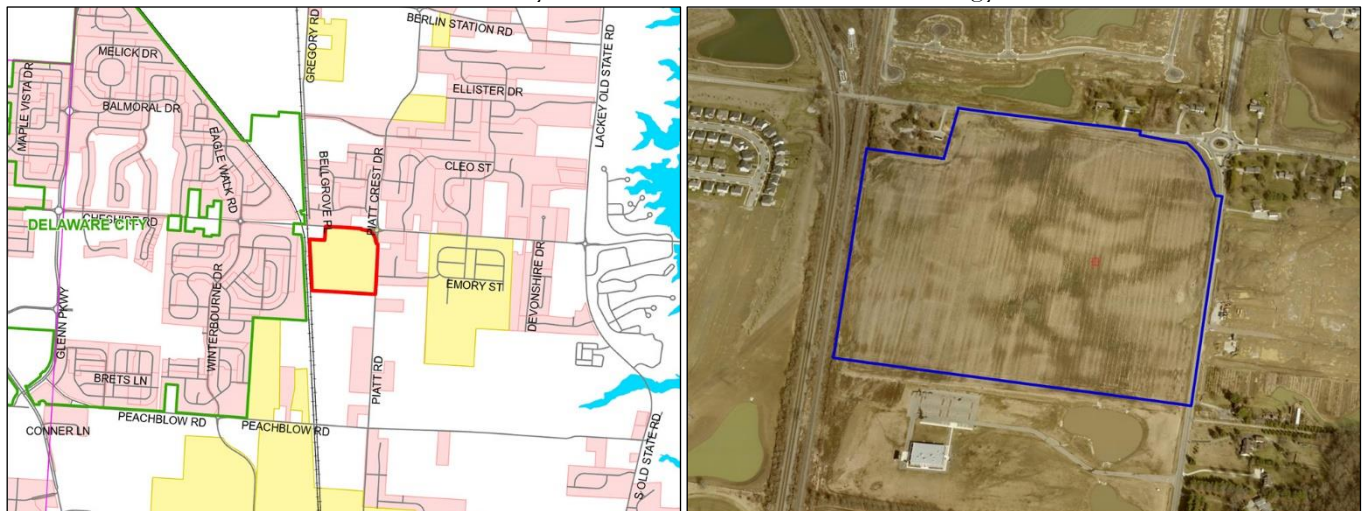 GREGORY RD
BERLIN STATION RD
MELICK DR
MAPLE VISTA DR
ELLISTER DR
LACKEY OLD STATE RD
BALMORAL DR
EAGLE WALK RD
BELLGROVE
PIATT CREST DR
CLEO ST
CHESHIRE RD
DELAWARE CITY
EMORY ST
DEVONSHIRE DR
GLENN PKWY
WINTERBOURNE DR
BRETS LN
PIATT RD
PEACHBLOW RD
PEACHBLOW RD
CONNER LN
S OLD STATE RD